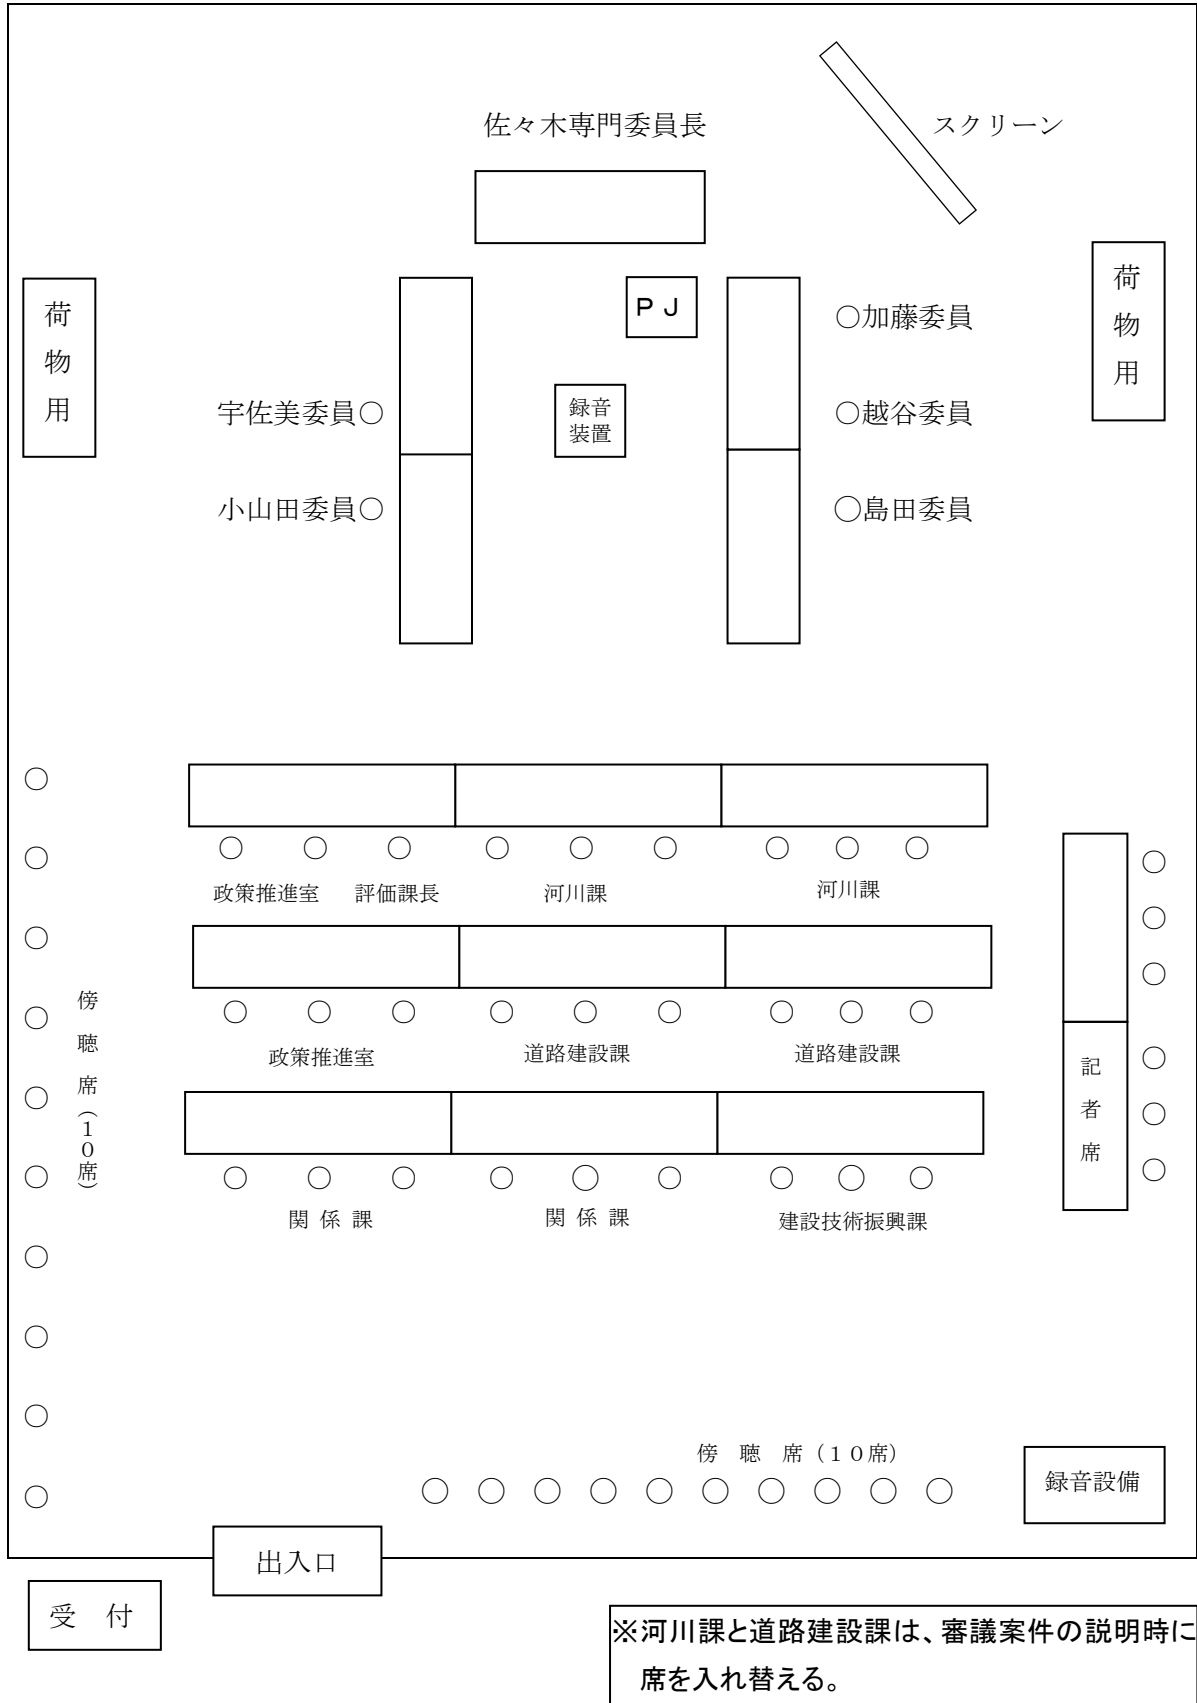 佐々木専門委員長
スクリーン
荷物用
ＰＪ
○加藤委員
荷物用
宇佐美委員○
録音
装置
○越谷委員
小山田委員○
○島田委員
政策推進室
評価課長
河川課
河川課
政策推進室
道路建設課
道路建設課
傍聴席（１０席）
記者席
関係課
関係課
建設技術振興課
傍聴席（１０席）
録音設備
出入口
受付
※河川課と道路建設課は、審議案件の説明時に
席を入れ替える。